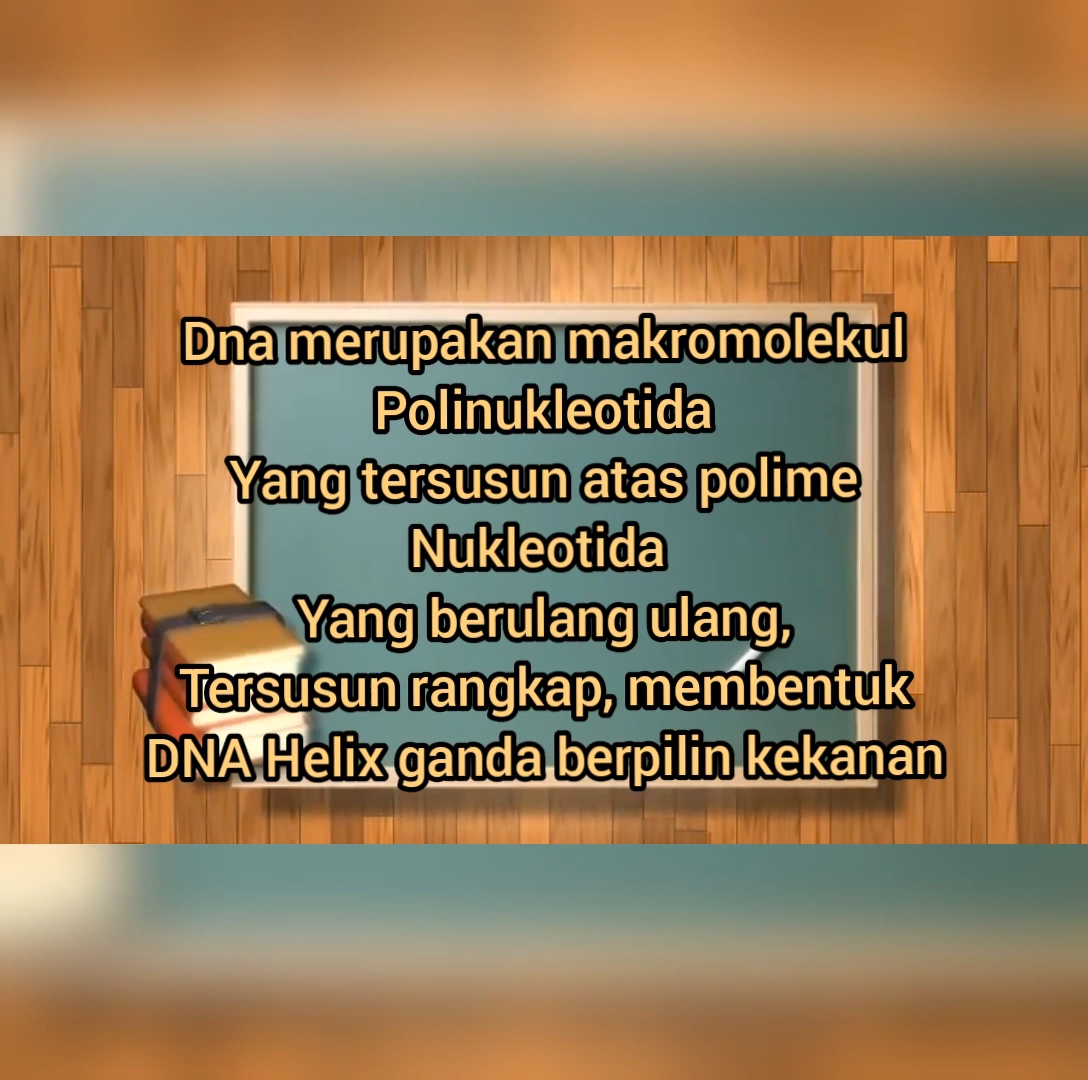 Dna merupakan makromolekul
Polinukleotida
Yang tersusun atas polime
Nukleotida
Yang berulang ulang,
Tersusun rangkap, membentuk
DNA Helix ganda berpilin kekanan